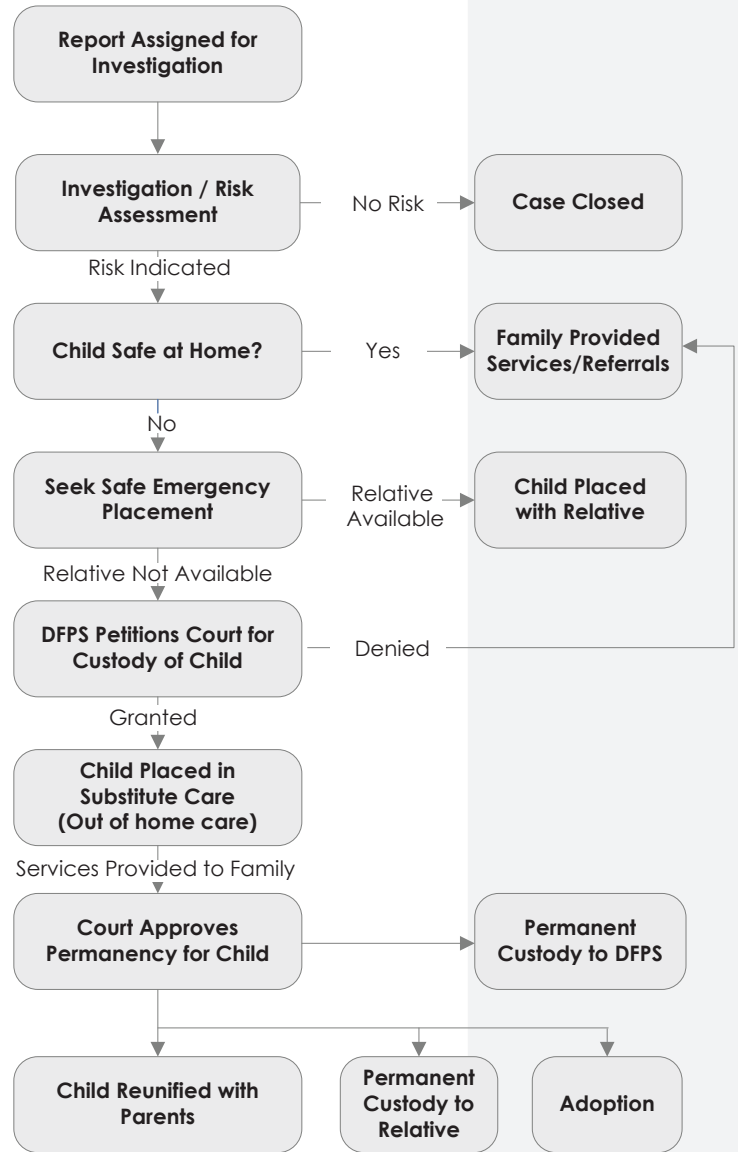 Report Assigned for
Investigation
Investigation / Risk
Assessment
No Risk
Case Closed
Risk Indicated
Child Safe at Home?
Yes
Family Provided
Services/Referrals
No
Seek Safe Emergency
Placement
Relative
Available
Child Placed
with Relative
Relative Not Available
DFPS Petitions Court for
Custody of Child
Denied
Granted
Child Placed in
Substitute Care
(Out of home care)
Services Provided to Family
Court Approves
Permanency for Child
Permanent
Custody to DFPS
Child Reunified with
Parents
Permanent
Custody to
Relative
Adoption